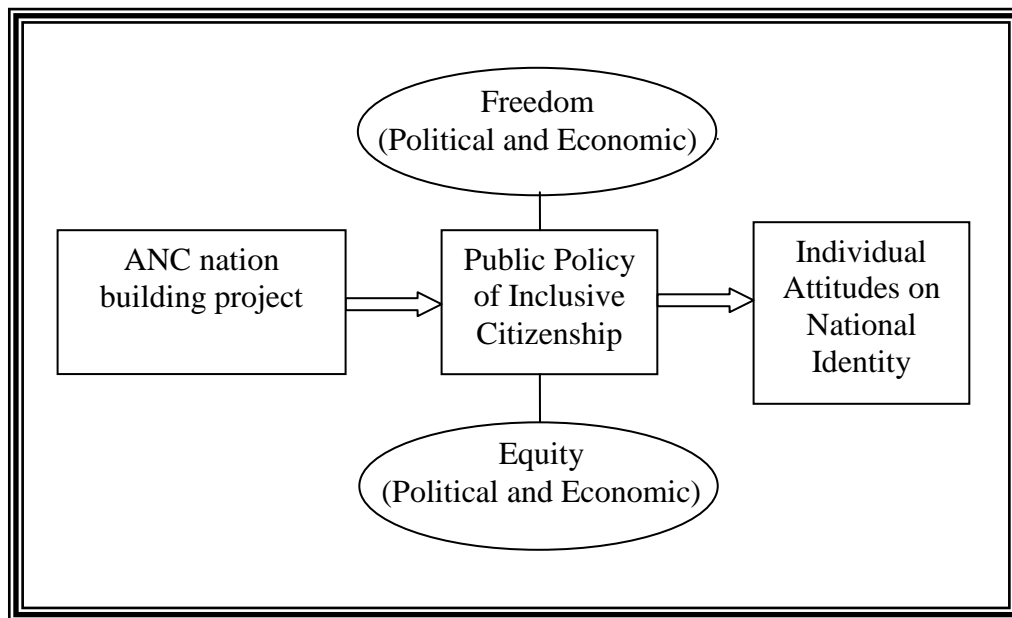 Freedom
(Political and Economic)
ANC nation
building project
Public Policy
of Inclusive
Citizenship
Individual
Attitudes on
National
Identity
Equity
(Political and Economic)